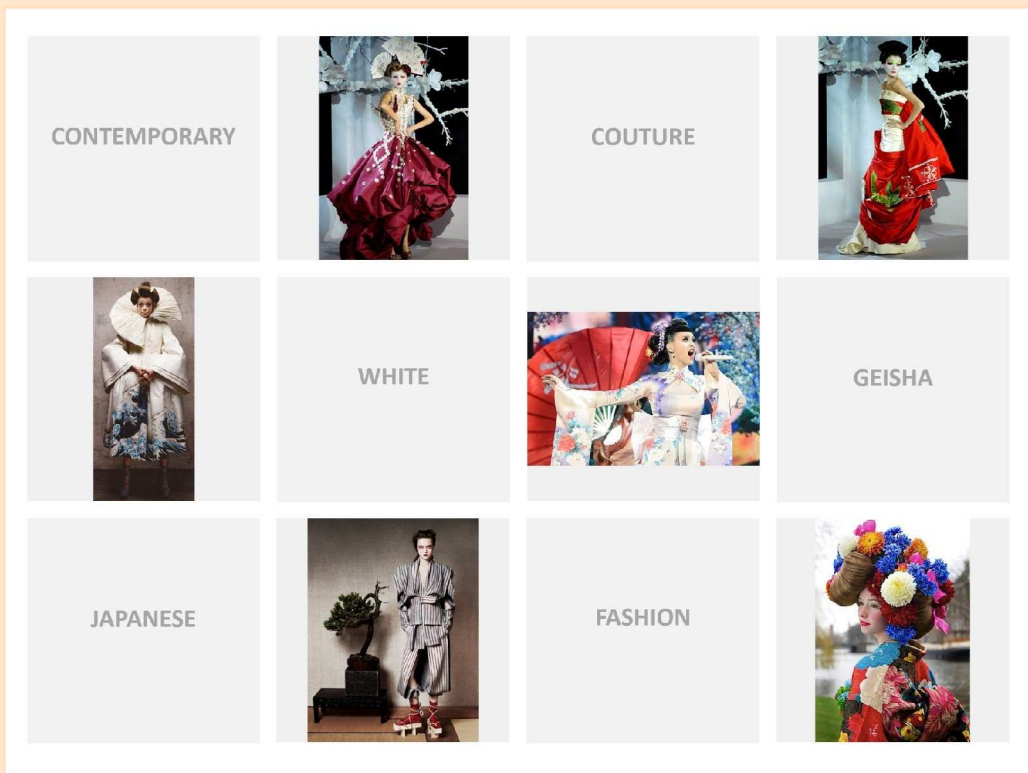 CONTEMPORARY
COUTURE
WHITE
GEISHA
JAPANESE
FASHION